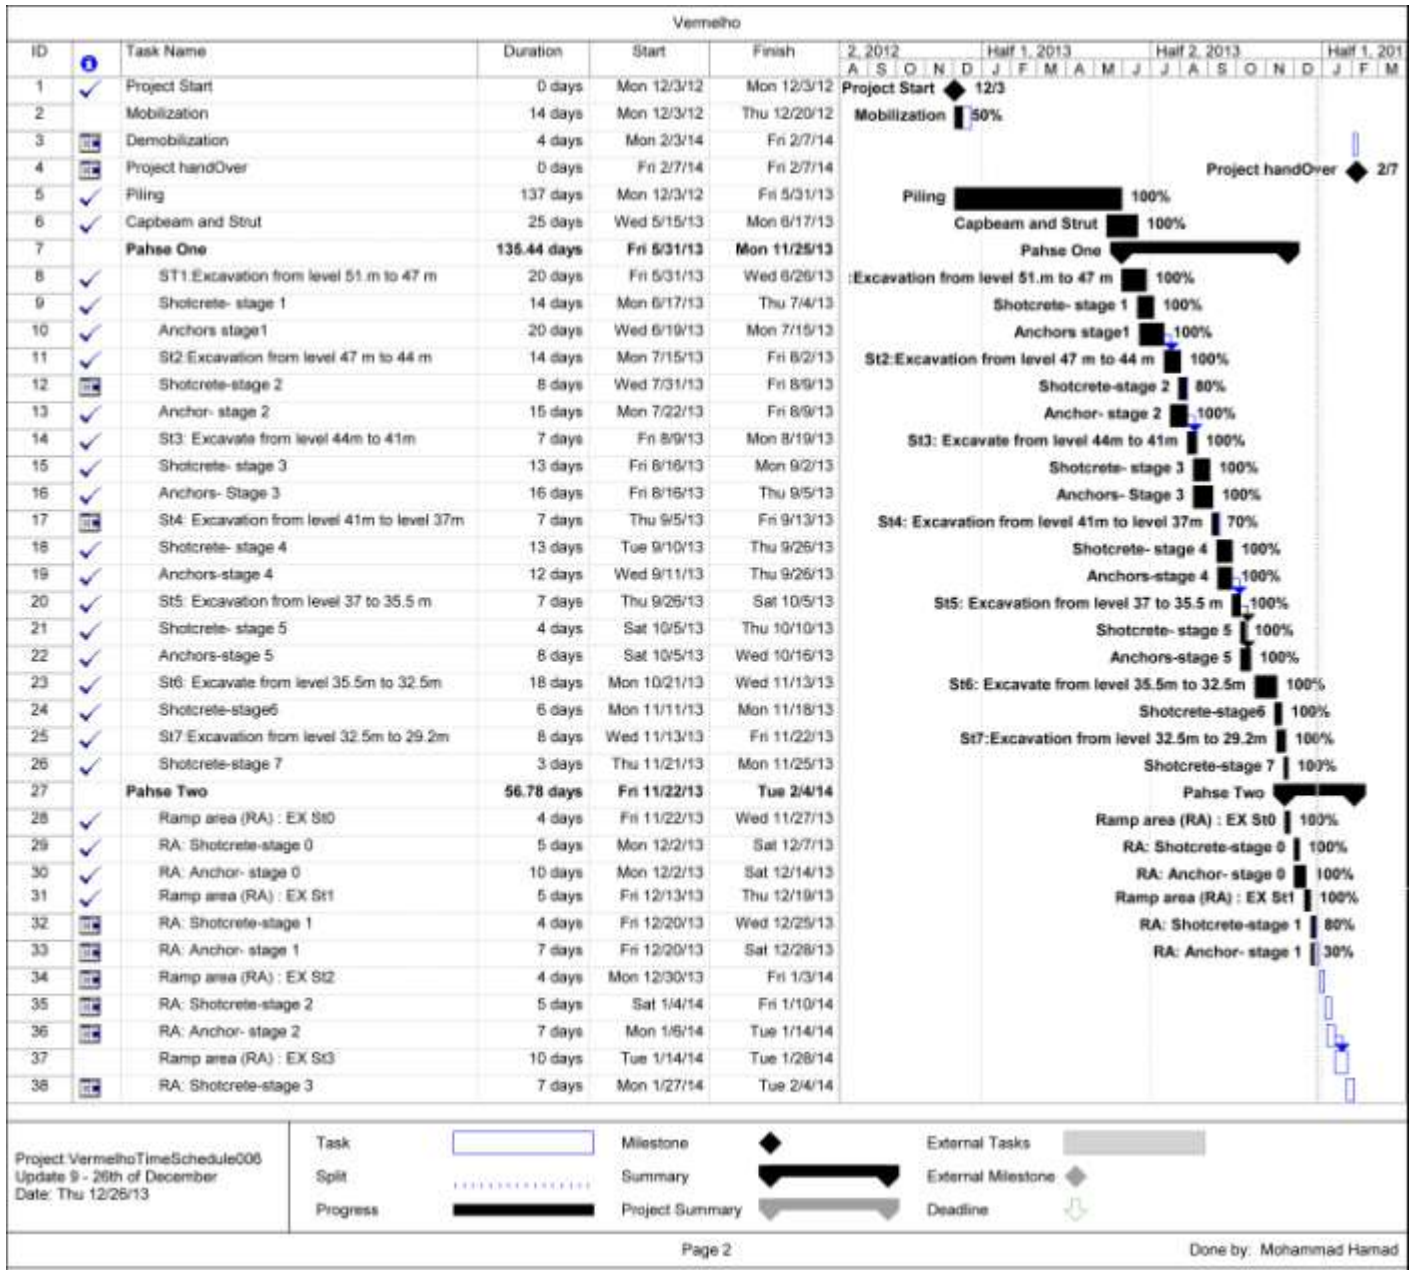 Vermelho
ID Task Name Duration Start Finish 2, 2012 Half 1, 2013 Half 2, 2013 Half 1, 201
A S O N D J F M A M J J A S O N D J F M
1 Project Start 0 days Mon 12/3/12 Mon 12/3/12 Project Start 12/3
2 Mobilization 14 days Mon 12/3/12 Thu 12/20/12 Mobilization 50%
3 Demobilization 4 days Mon 2/3/14 Fri 2/7/14
4 Project handOver 0 days Fri 2/7/14 Fri 2/7/14 Project handOver 2/7
5 Piling 137 days Mon 12/3/12 Fri 5/31/13 Piling 100%
6 Capbeam and Strut 25 days Wed 5/15/13 Mon 6/17/13 Capbeam and Strut 100%
7 Pahse One 135.44 days Fri 5/31/13 Mon 11/25/13 Pahse One
8 ST1:Excavation from level 51.m to 47 m 20 days Fri 5/31/13 Wed 6/26/13 :Excavation from level 51.m to 47 m 100%
9 Shotcrete- stage 1 14 days Mon 6/17/13 Thu 7/4/13 Shotcrete- stage 1 100%
10 Anchors stage1 20 days Wed 6/19/13 Mon 7/15/13 Anchors stage1 100%
11 St2:Excavation from level 47 m to 44 m 14 days Mon 7/15/13 Fri 8/2/13 St2:Excavation from level 47 m to 44 m 100%
12 Shotcrete-stage 2 8 days Wed 7/31/13 Fri 8/9/13 Shotcrete-stage 2 80%
13 Anchor- stage 2 15 days Mon 7/22/13 Fri 8/9/13 Anchor- stage 2 100%
14 St3: Excavate from level 44m to 41m 7 days Fri 8/9/13 Mon 8/19/13 St3: Excavate from level 44m to 41m 100%
15 Shotcrete- stage 3 13 days Fri 8/16/13 Mon 9/2/13 Shotcrete- stage 3 100%
16 Anchors- Stage 3 16 days Fri 8/16/13 Thu 9/5/13 Anchors- Stage 3 100%
17 St4: Excavation from level 41m to level 37m 7 days Thu 9/5/13 Fri 9/13/13 St4: Excavation from level 41m to level 37m 70%
18 Shotcrete- stage 4 13 days Tue 9/10/13 Thu 9/26/13 Shotcrete- stage 4 100%
19 Anchors-stage 4 12 days Wed 9/11/13 Thu 9/26/13 Anchors-stage 4 100%
20 St5: Excavation from level 37 to 35.5 m 7 days Thu 9/26/13 Sat 10/5/13 St5: Excavation from level 37 to 35.5 m 100%
21 Shotcrete- stage 5 4 days Sat 10/5/13 Thu 10/10/13 Shotcrete- stage 5 100%
22 Anchors-stage 5 8 days Sat 10/5/13 Wed 10/16/13 Anchors-stage 5 100%
23 St6: Excavate from level 35.5m to 32.5m 18 days Mon 10/21/13 Wed 11/13/13 St6: Excavate from level 35.5m to 32.5m 100%
24 Shotcrete-stage6 6 days Mon 11/11/13 Mon 11/18/13 Shotcrete-stage6 100%
25 St7:Excavation from level 32.5m to 29.2m 8 days Wed 11/13/13 Fri 11/22/13 St7:Excavation from level 32.5m to 29.2m 100%
26 Shotcrete-stage 7 3 days Thu 11/21/13 Mon 11/25/13 Shotcrete-stage 7 100%
27 Pahse Two 56.78 days Fri 11/22/13 Tue 2/4/14 Pahse Two
28 Ramp area (RA) : EX St0 4 days Fri 11/22/13 Wed 11/27/13 Ramp area (RA) : EX St0 100%
29 RA: Shotcrete-stage 0 5 days Mon 12/2/13 Sat 12/7/13 RA: Shotcrete-stage 0 100%
30 RA: Anchor- stage 0 10 days Mon 12/2/13 Sat 12/14/13 RA: Anchor- stage 0 100%
31 Ramp area (RA) : EX St1 5 days Fri 12/13/13 Thu 12/19/13 Ramp area (RA) : EX St1 100%
32 RA: Shotcrete-stage 1 4 days Fri 12/20/13 Wed 12/25/13 RA: Shotcrete-stage 1 80%
33 RA: Anchor- stage 1 7 days Fri 12/20/13 Sat 12/28/13 RA: Anchor- stage 1 30%
34 Ramp area (RA) : EX St2 4 days Mon 12/30/13 Fri 1/3/14
35 RA: Shotcrete-stage 2 5 days Sat 1/4/14 Fri 1/10/14
36 RA: Anchor- stage 2 7 days Mon 1/6/14 Tue 1/14/14
37 Ramp area (RA) : EX St3 10 days Tue 1/14/14 Tue 1/28/14
38 RA: Shotcrete-stage 3 7 days Mon 1/27/14 Tue 2/4/14
Project:VermelhoTimeSchedule006
Update 9 - 26th of December
Date: Thu 12/26/13
Task Milestone External Tasks
Split Summary External Milestone
Progress Project Summary Deadline
Page 2 Done by: Mohammad Hamad